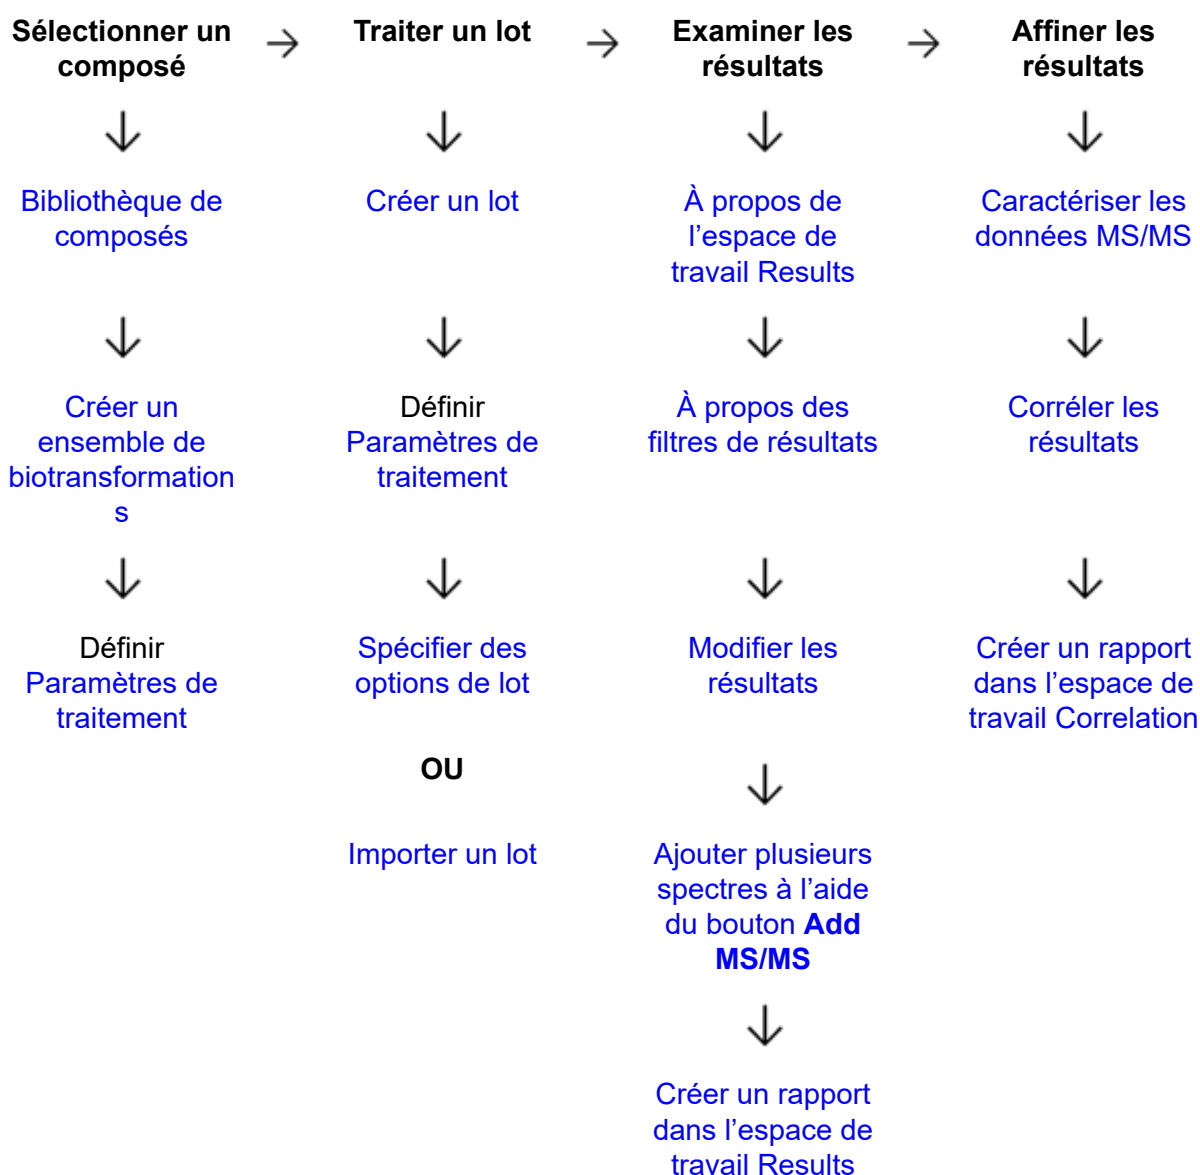 Sélectionner un
composé
Traiter un lot
Examiner les
résultats
Affiner les
résultats
Bibliothèque de
composés
Créer un lot
À propos de
l’espace de
travail Results
Caractériser les
données MS/MS
Créer un
ensemble de
biotransformation
s
Définir
Paramètres de
traitement
À propos des
filtres de résultats
Corréler les
résultats
Définir
Paramètres de
traitement
Spécifier des
options de lot
Modifier les
résultats
Créer un rapport
dans l’espace de
travail Correlation
OU
Importer un lot
Ajouter plusieurs
spectres à l’aide
du bouton Add
MS/MS
Créer un rapport
dans l’espace de
travail Results